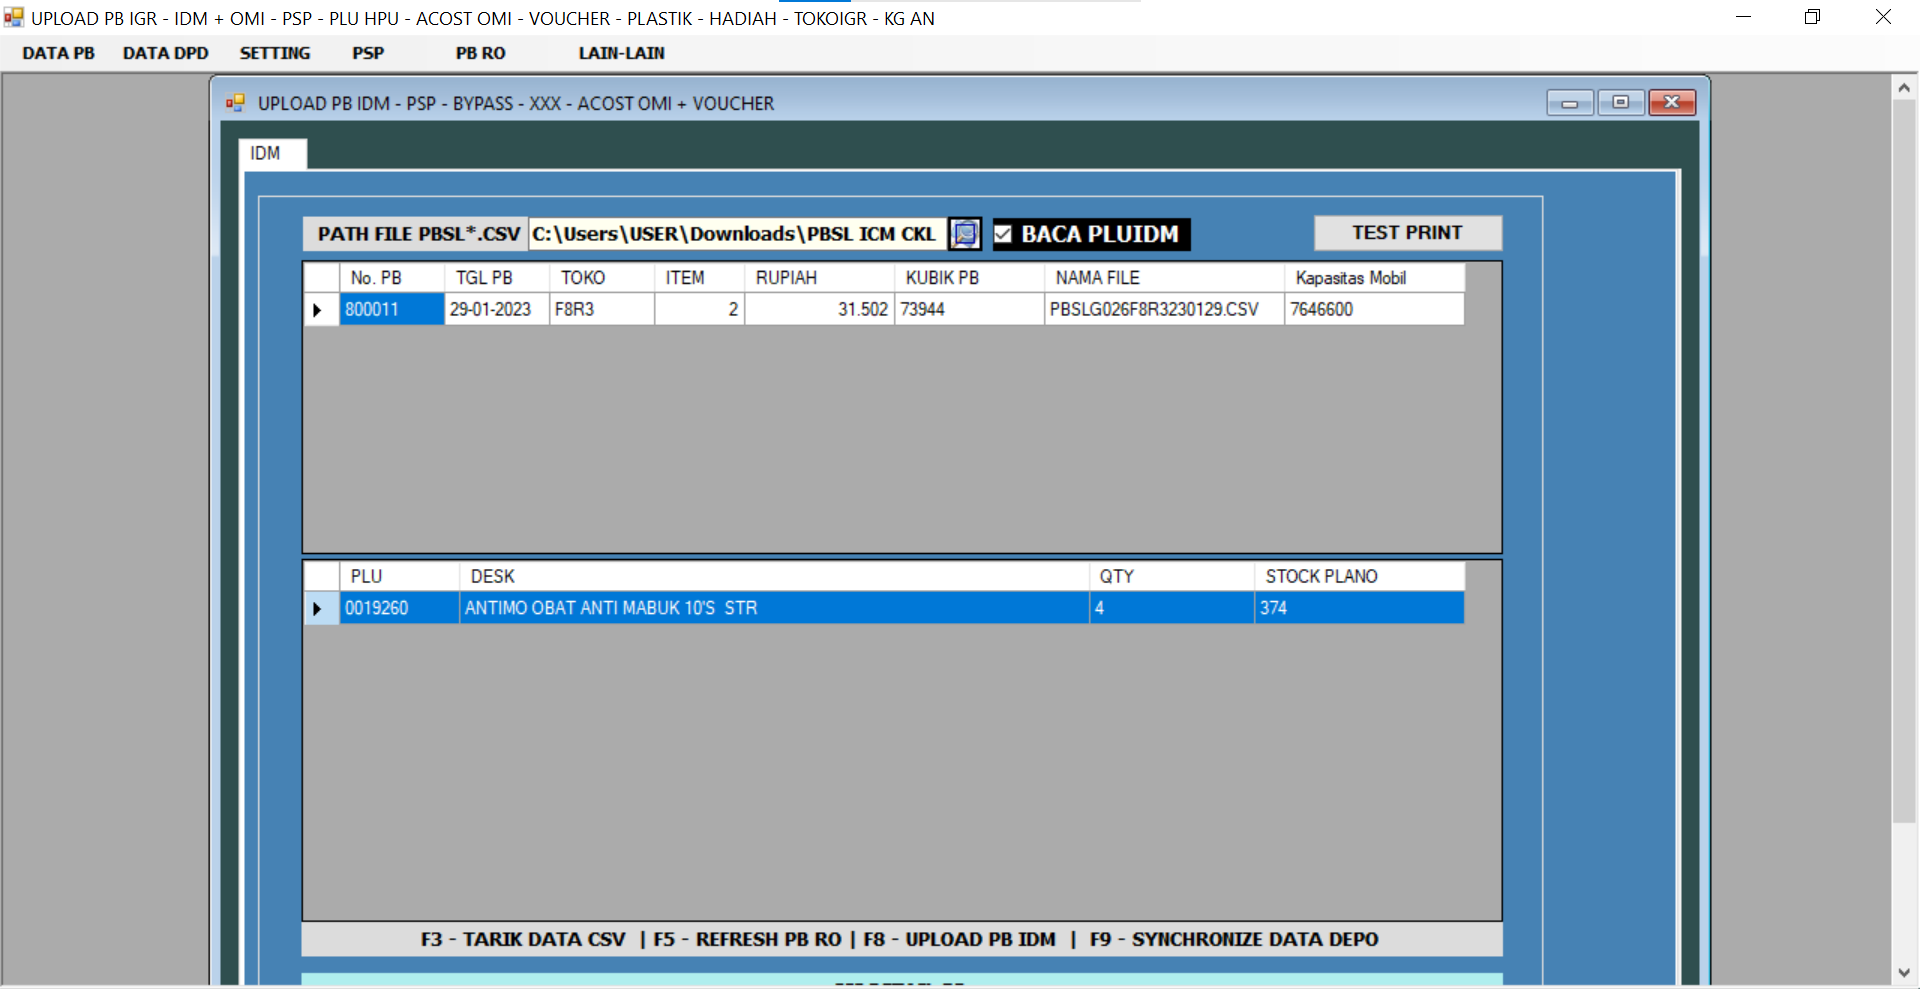 UPLOAD PB IGR - IDM + OMI - PSP - PLU HPU - ACOST OMI - VOUCHER - PLASTIK - HADIAH - TOKOIGR - KG AN
DATA PB DATA DPD SETTING PSP PB RO LAIN-LAIN
UPLOAD PB IDM - PSP - BYPASS - XXX - ACOST OMI + VOUCHER
IDM
PATH FILE PBSL*.CSV C:\Users\USER\Downloads\PBSL ICM CKL BACA PLUIDM TEST PRINT
No. PB TGL PB TOKO ITEM RUPIAH KUBIK PB NAMA FILE Kapasitas Mobil
800011 29-01-2023 F8R3 2 31.502 73944 PBSLG026F8R3230129.CSV 7646600
PLU DESK QTY STOCK PLANO
0019260 ANTIMO OBAT ANTI MABUK 10'S STR 4 374
F3 - TARIK DATA CSV | F5 - REFRESH PB RO | F8 - UPLOAD PB IDM | F9 - SYNCHRONIZE DATA DEPO